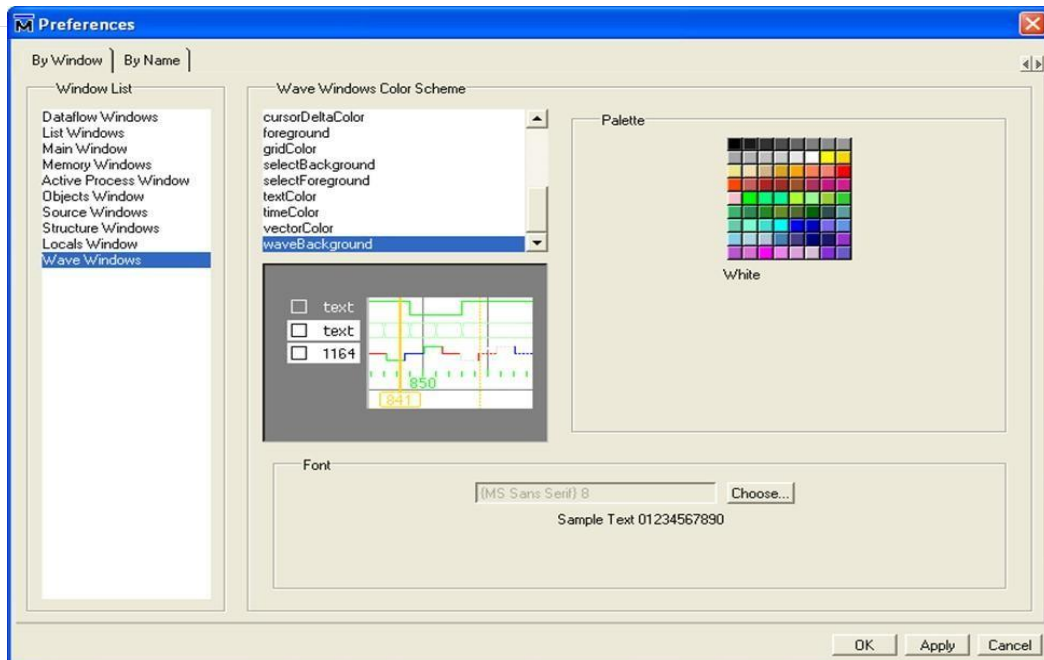 Preferences
By Window
By Name
Window List
Dataflow Windows
List Windows
Main Window
Memory Windows
Active Process Window
Objects Window
Source Windows
Structure Windows
Locals Window
Wave Windows
Wave Windows Color Scheme
cursorDeltaColor
foreground
gridColor
selectBackground
selectForeground
textColor
timeColor
vectorColor
waveBackground
text
text
1164
850
841
Palette
White
Font
(MS Sans Serif) 8
Choose...
Sample Text 01234567890
OK
Apply
Cancel